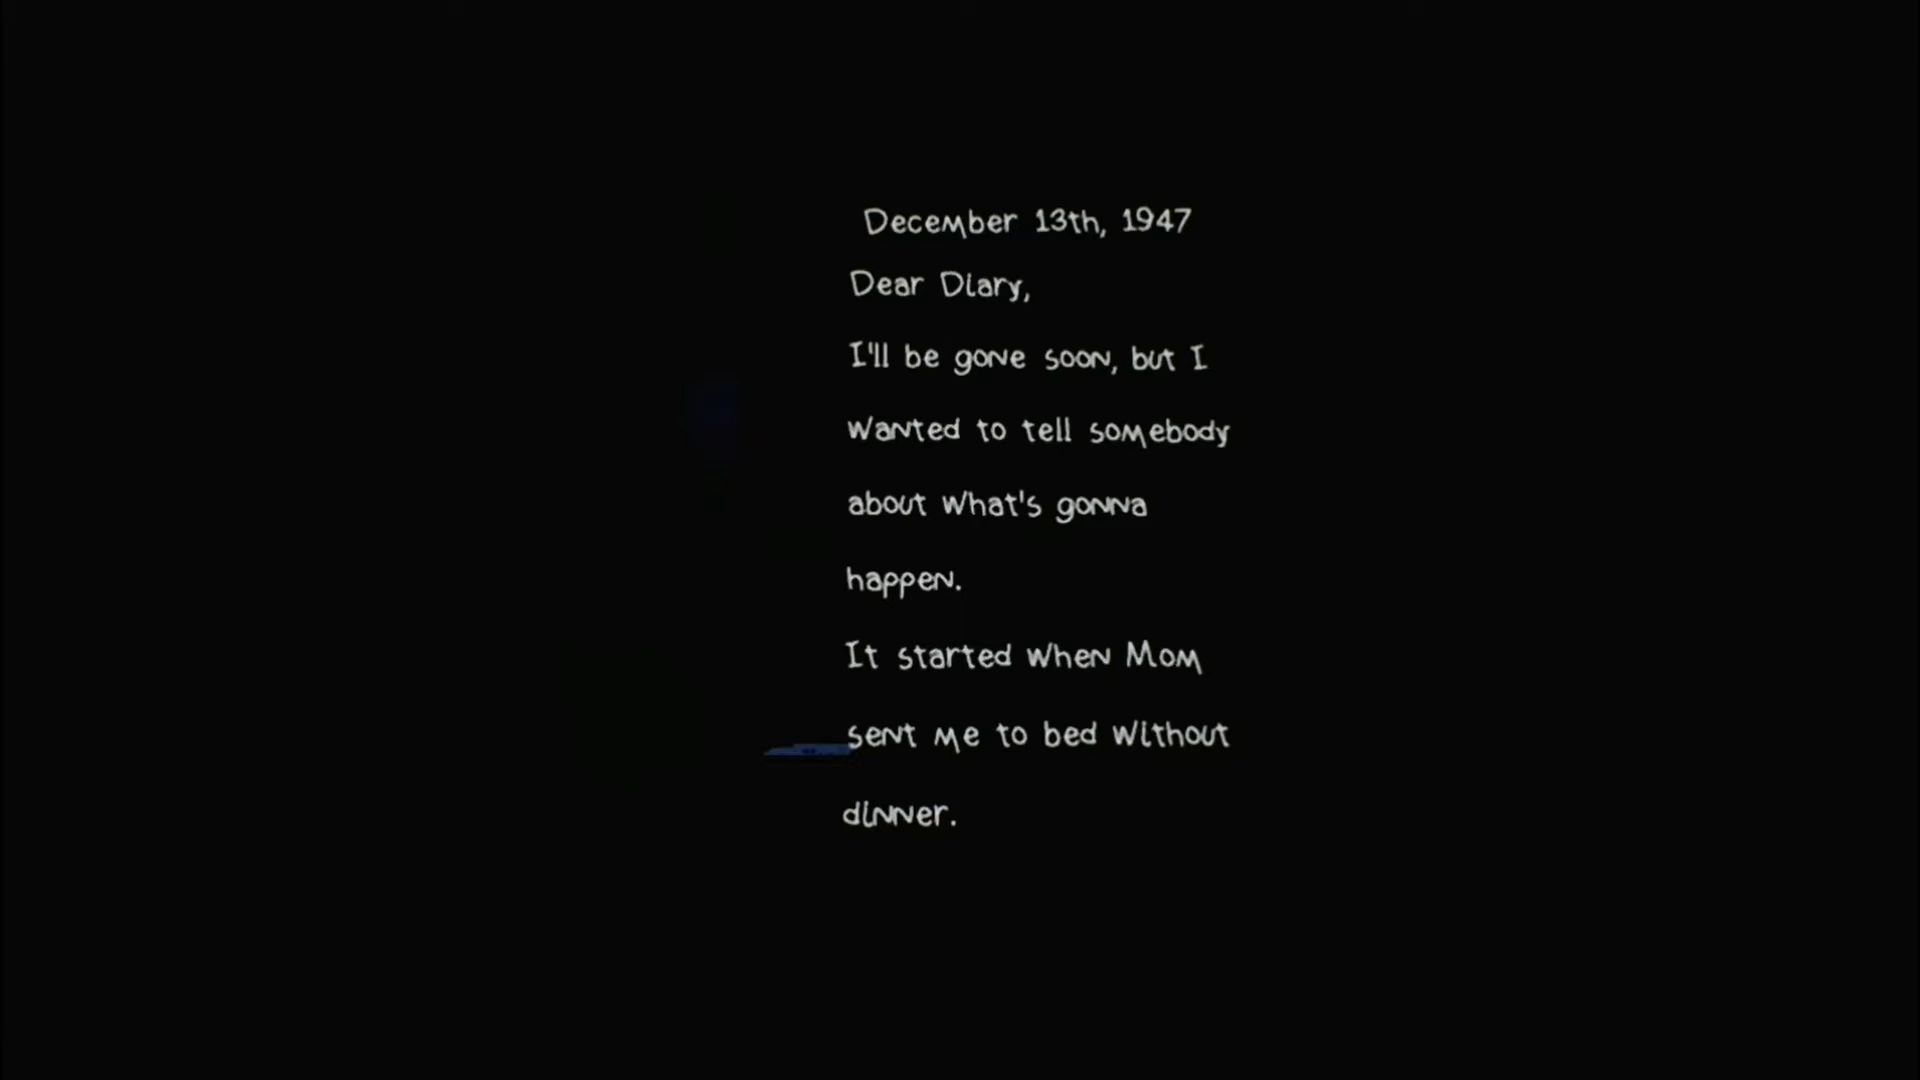 December 13th, 1947
Dear Diary,
I'll be gone soon, but I
wanted to tell somebody
about what's gonna
happen.
It started when Mom
sent me to bed without
dinner.